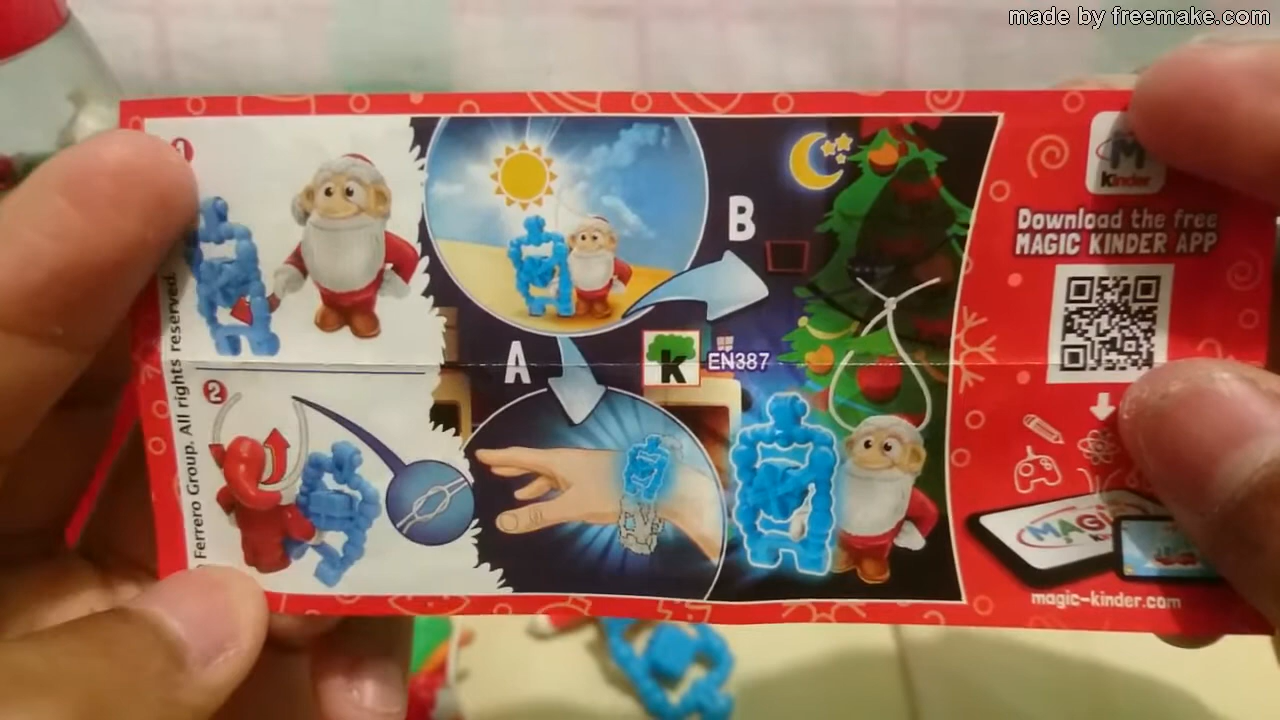 made by freemake.com
1
B
M
kinder
Download the free
MAGIC KINDER APP
A
k
EN387
2
Ferrero Group. All rights reserved.
MAGI
magic-kinder.com